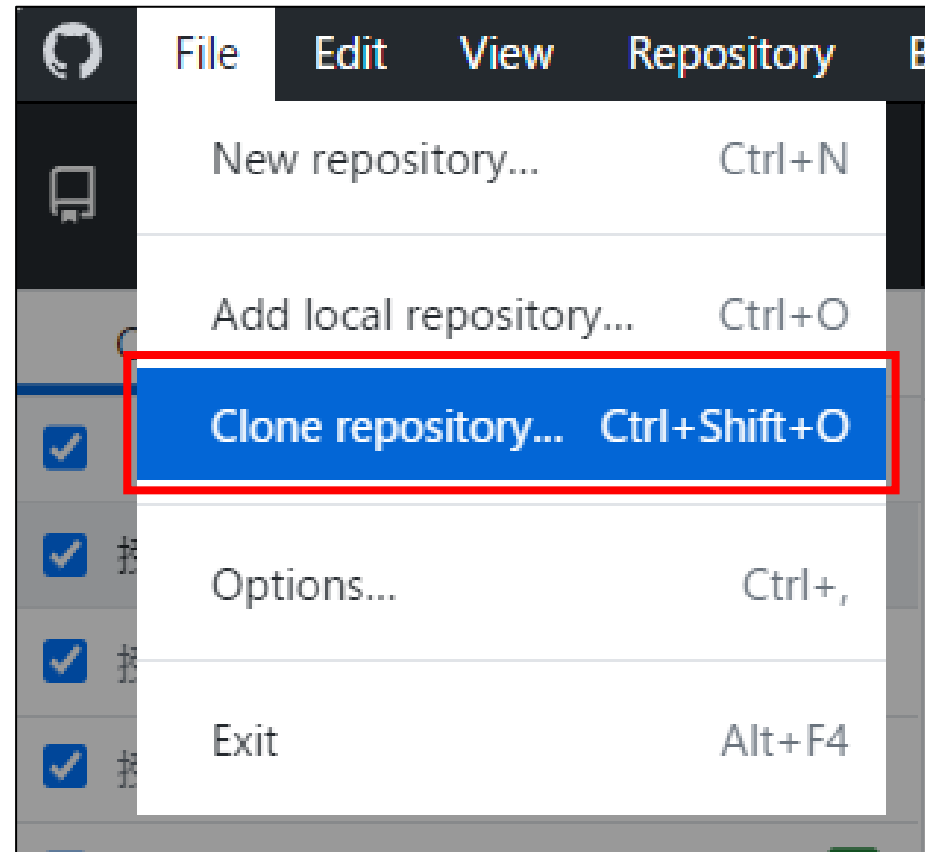 File Edit View Repository
New repository... Ctrl+N
Add local repository... Ctrl+O
Clone repository... Ctrl+Shift+O
Options... Ctrl+,
Exit Alt+F4